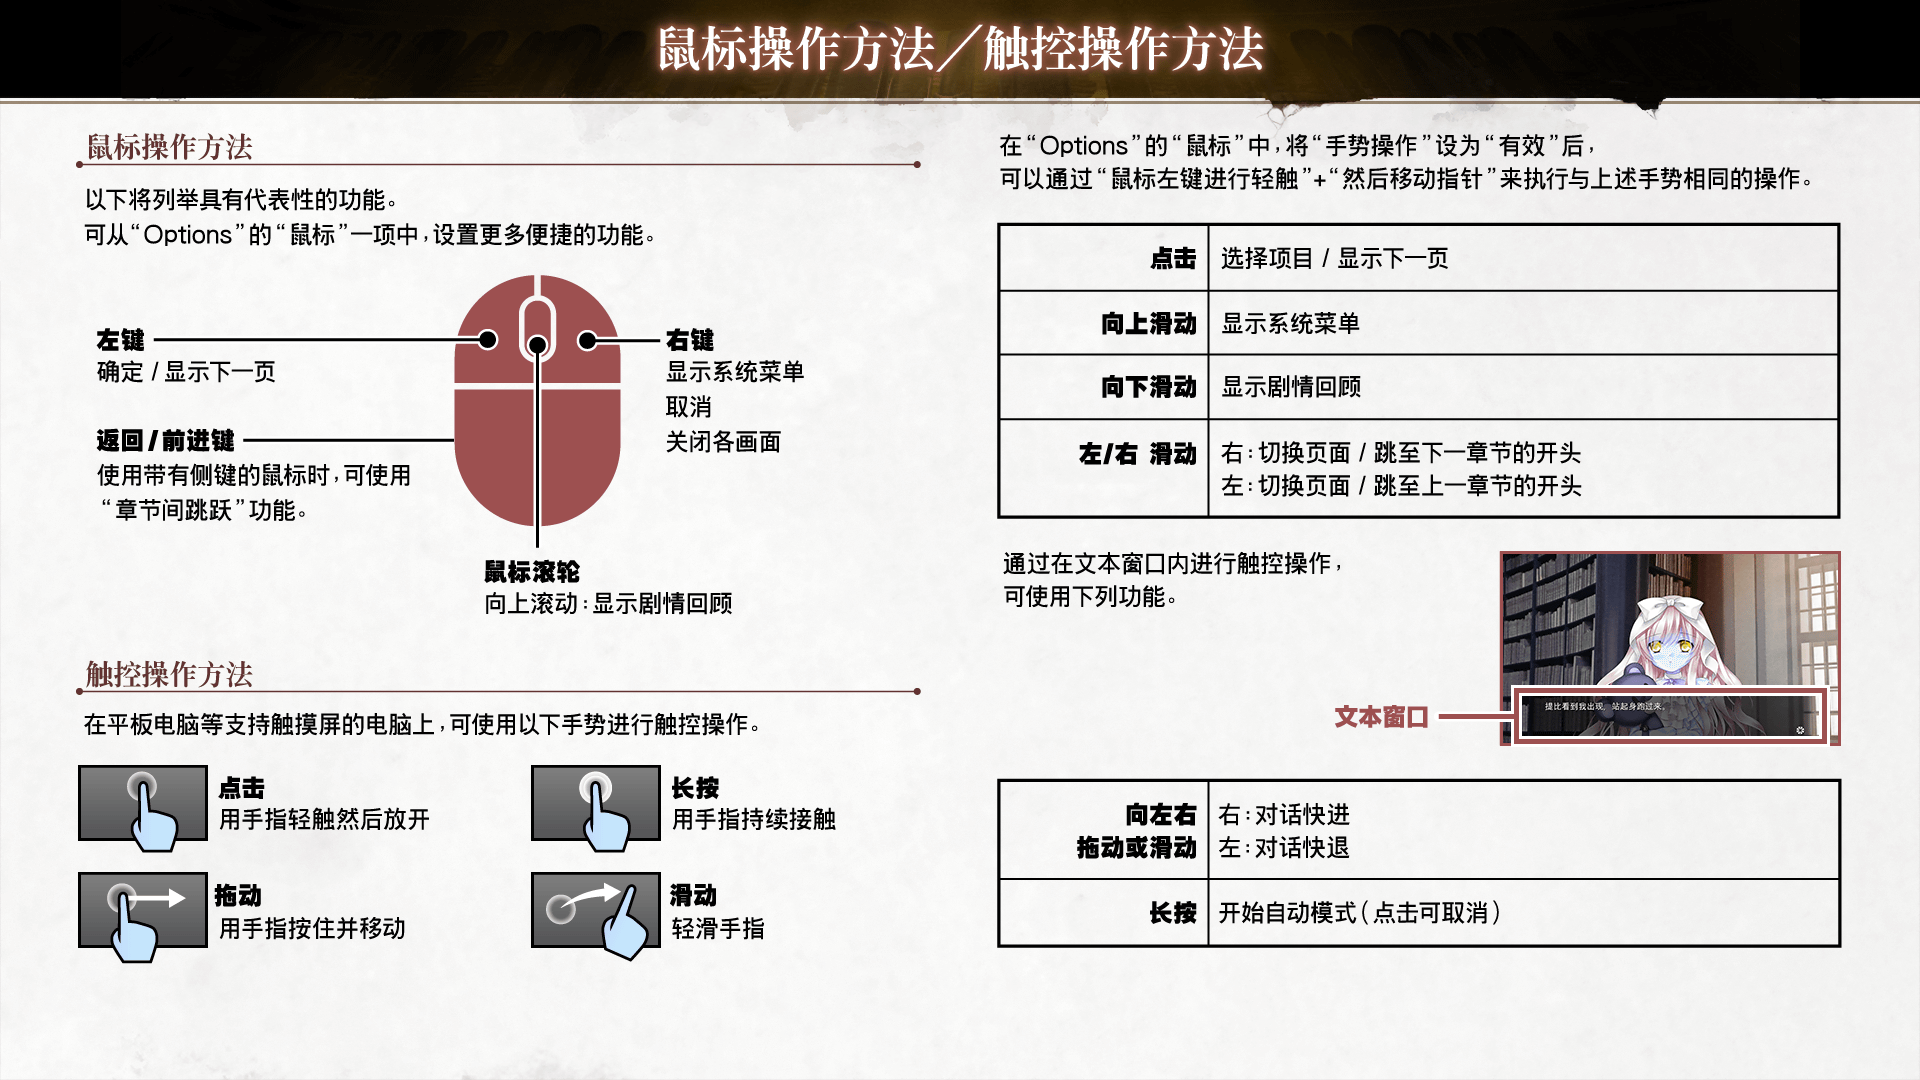 鼠标操作方法／触控操作方法
鼠标操作方法
以下将列举具有代表性的功能。
可从“Options”的“鼠标”一项中,设置更多便捷的功能。
左键
确定 / 显示下一页
返回/前进键
使用带有侧键的鼠标时,可使用
“章节间跳跃”功能。
右键
显示系统菜单
取消
关闭各画面
鼠标滚轮
向上滚动:显示剧情回顾
触控操作方法
在平板电脑等支持触摸屏的电脑上,可使用以下手势进行触控操作。
点击
用手指轻触然后放开
长按
用手指持续接触
拖动
用手指按住并移动
滑动
轻滑手指
在“Options”的“鼠标”中,将“手势操作”设为“有效”后,
可以通过“鼠标左键进行轻触”+“然后移动指针”来执行与上述手势相同的操作。
点击 选择项目 / 显示下一页
向上滑动 显示系统菜单
向下滑动 显示剧情回顾
左/右 滑动 右:切换页面 / 跳至下一章节的开头
左:切换页面 / 跳至上一章节的开头
通过在文本窗口内进行触控操作,
可使用下列功能。
提比看到我出现，站起身跑过来。
文本窗口
向左右 右:对话快进
拖动或滑动 左:对话快退
长按 开始自动模式(点击可取消)